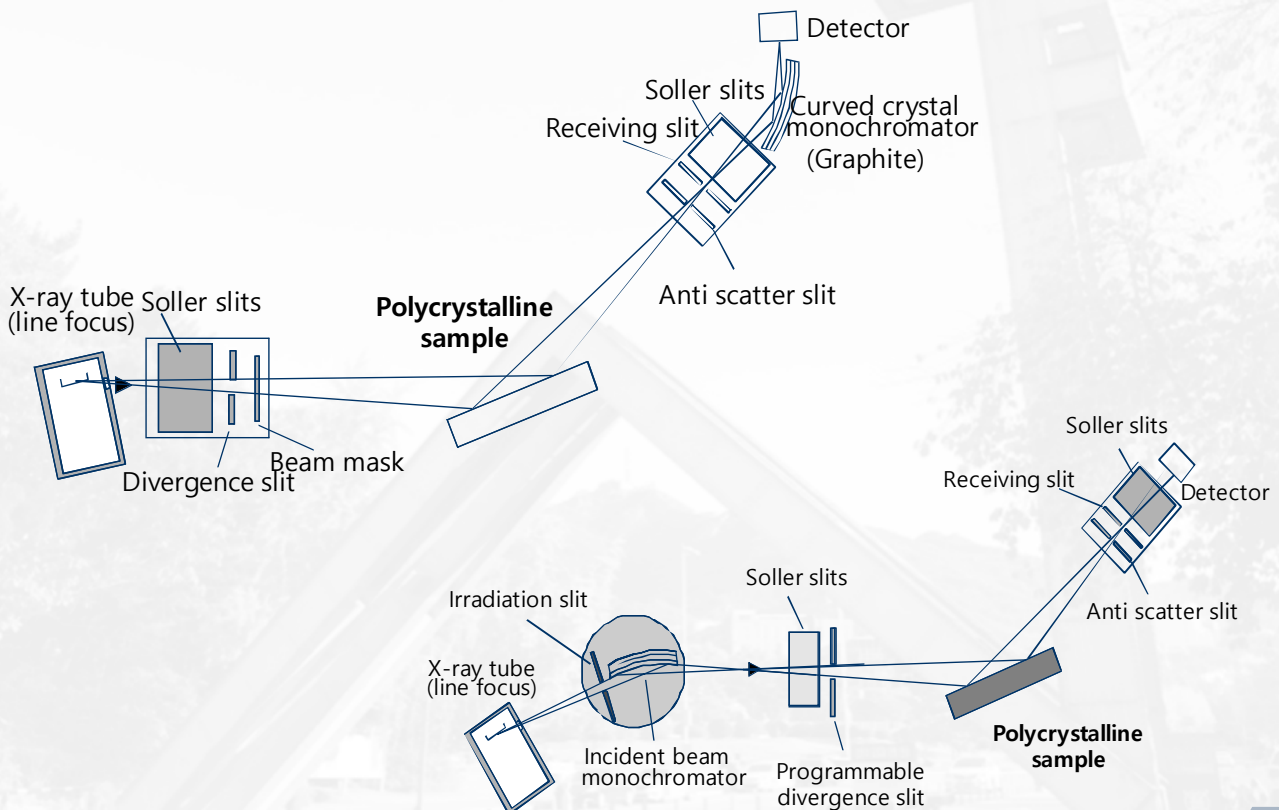 Detector
Soller slits
Curved crystal
Receiving slit
monochromator
(Graphite)
Anti scatter slit
X-ray tube
(line focus)
Soller slits
Polycrystalline
sample
Divergence slit
Beam mask
Soller slits
Receiving slit
Detector
Anti scatter slit
Soller slits
Irradiation slit
X-ray tube
(line focus)
Incident beam
monochromator
Programmable
divergence slit
Polycrystalline
sample